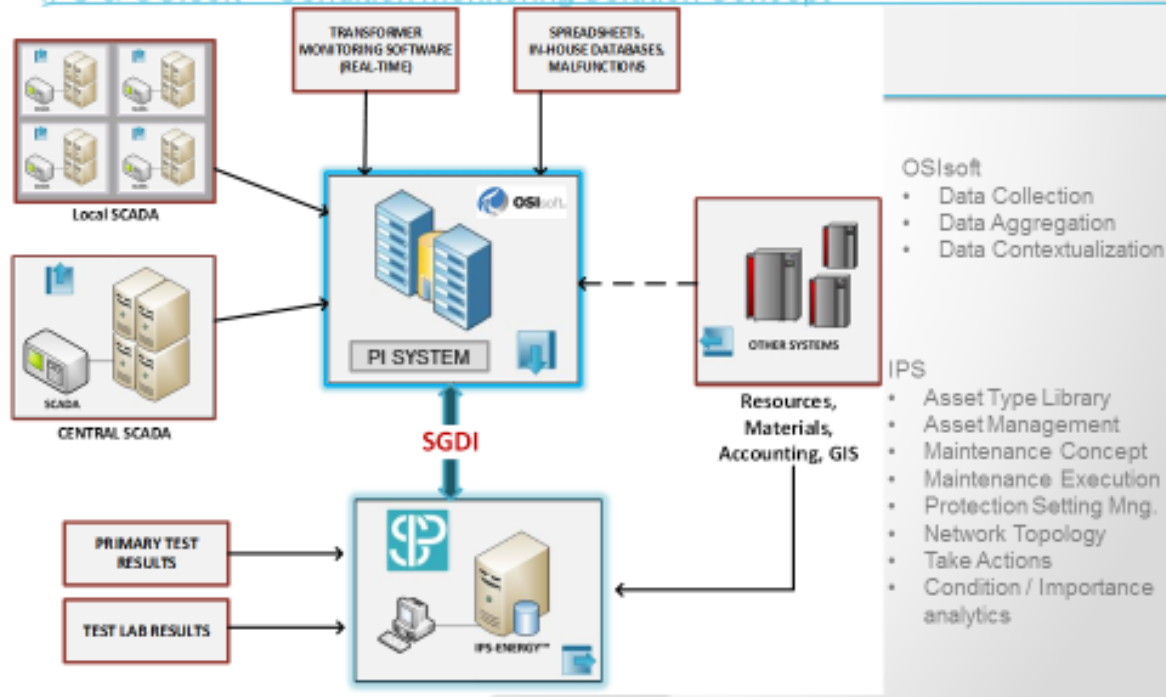 TRANSFORMER
MONITORING SOFTWARE
(REAL-TIME)
SPREADSHEETS,
IN-HOUSE DATABASES,
MALFUNCTIONS
Local SCADA
OSIsoft.
PI SYSTEM
SCADA
CENTRAL SCADA
OTHER SYSTEMS
Resources,
Materials,
Accounting, GIS
SGDI
PRIMARY TEST
RESULTS
TEST LAB RESULTS
IPS-ENERGY™
OSIsoft
• Data Collection
• Data Aggregation
• Data Contextualization
IPS
• Asset Type Library
• Asset Management
• Maintenance Concept
• Maintenance Execution
• Protection Setting Mng.
• Network Topology
• Take Actions
• Condition / Importance
analytics